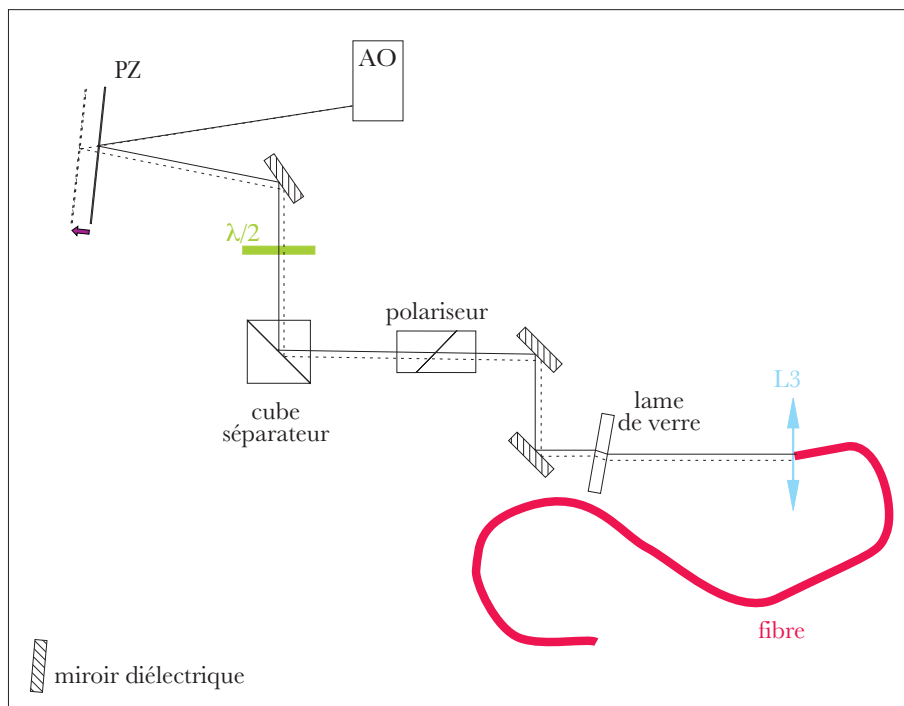 AO
PZ
λ/2
polariseur
cube
séparateur
lame
de verre
L3
fibre
miroir diélectrique